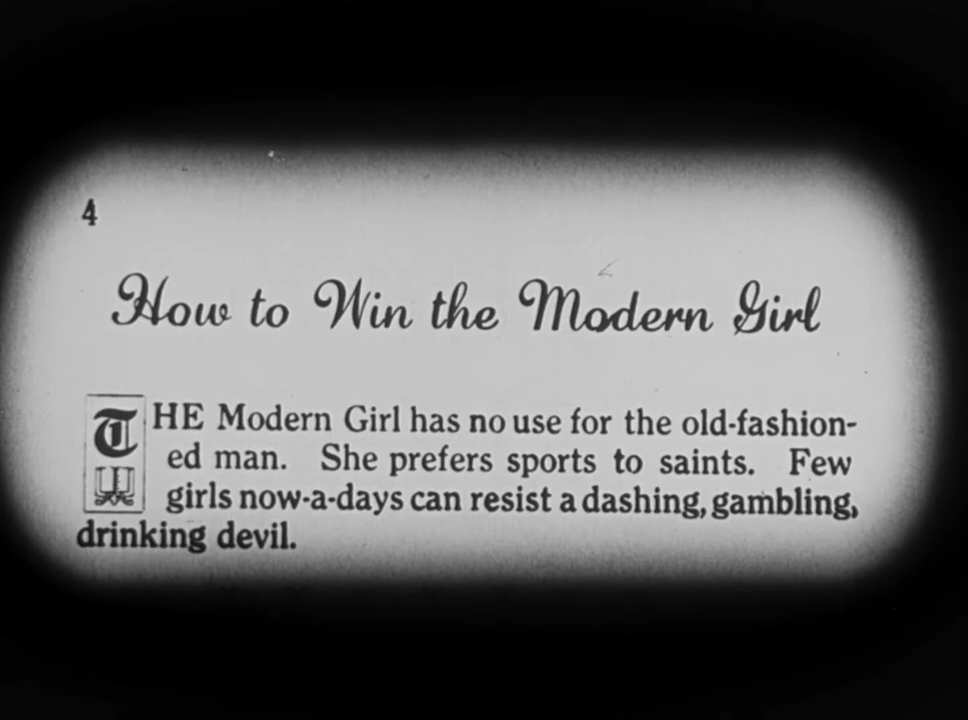 4
How to Win the Modern Girl
THE Modern Girl has no use for the old-fashion-
ed man. She prefers sports to saints. Few
girls now-a-days can resist a dashing, gambling,
drinking devil.